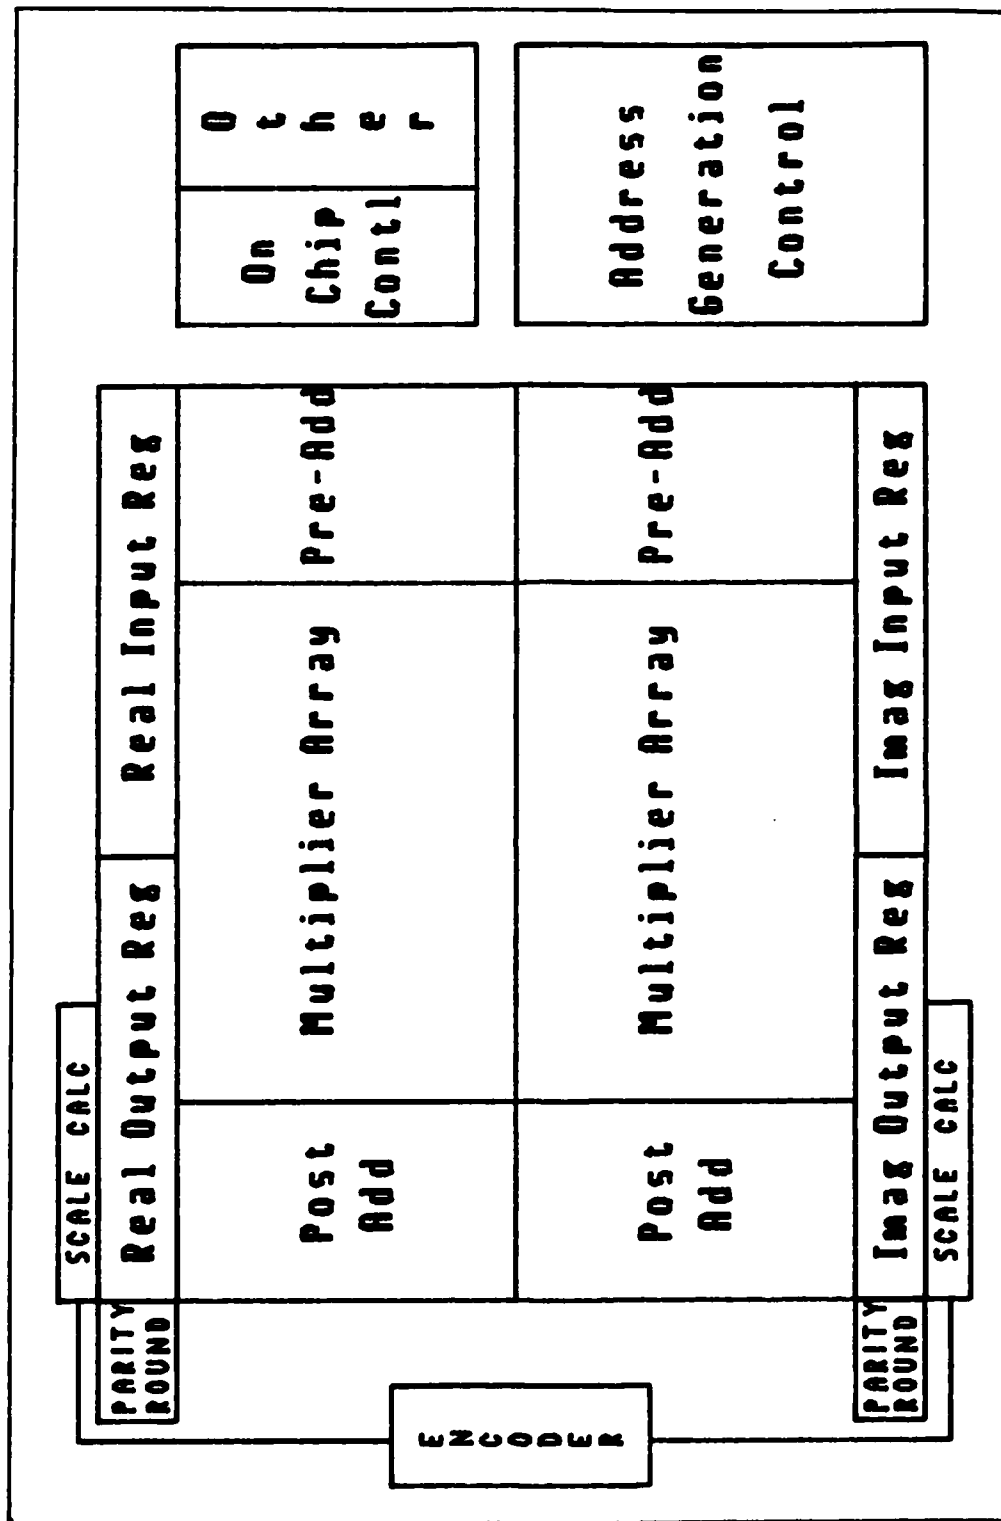 SCALE CALC
PARITY
ROUND
Real Output Reg
Real Input Reg
ENCODER
Post
Add
Multiplier Array
Pre-Add
On
Chip
Contl
Other
Post
Add
Multiplier Array
Pre-Add
Address
Generation
Control
PARITY
ROUND
Imag Output Reg
Imag Input Reg
SCALE CALC